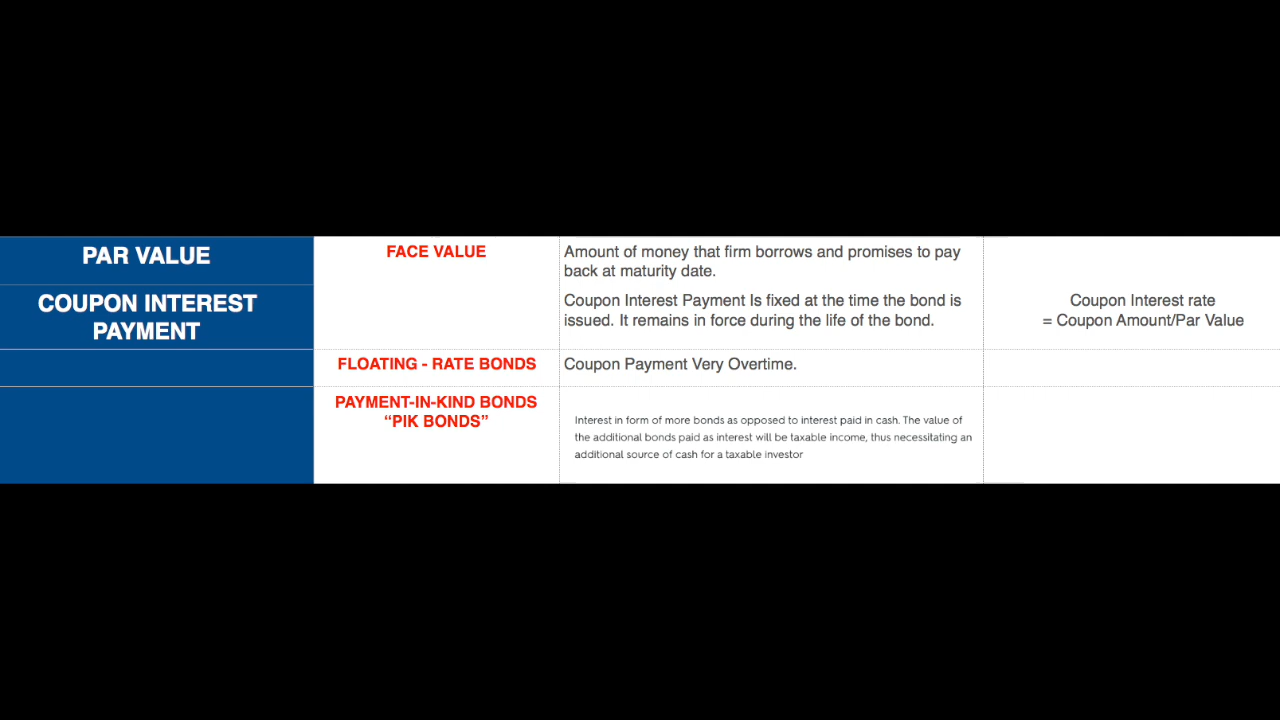 PAR VALUE
FACE VALUE
Amount of money that firm borrows and promises to pay
back at maturity date.
COUPON INTEREST
PAYMENT
Coupon Interest Payment Is fixed at the time the bond is
issued. It remains in force during the life of the bond.
Coupon Interest rate
= Coupon Amount/Par Value
FLOATING - RATE BONDS
Coupon Payment Very Overtime.
PAYMENT-IN-KIND BONDS
“PIK BONDS”
Interest in form of more bonds as opposed to interest paid in cash. The value of
the additional bonds paid as interest will be taxable income, thus necessitating an
additional source of cash for a taxable investor